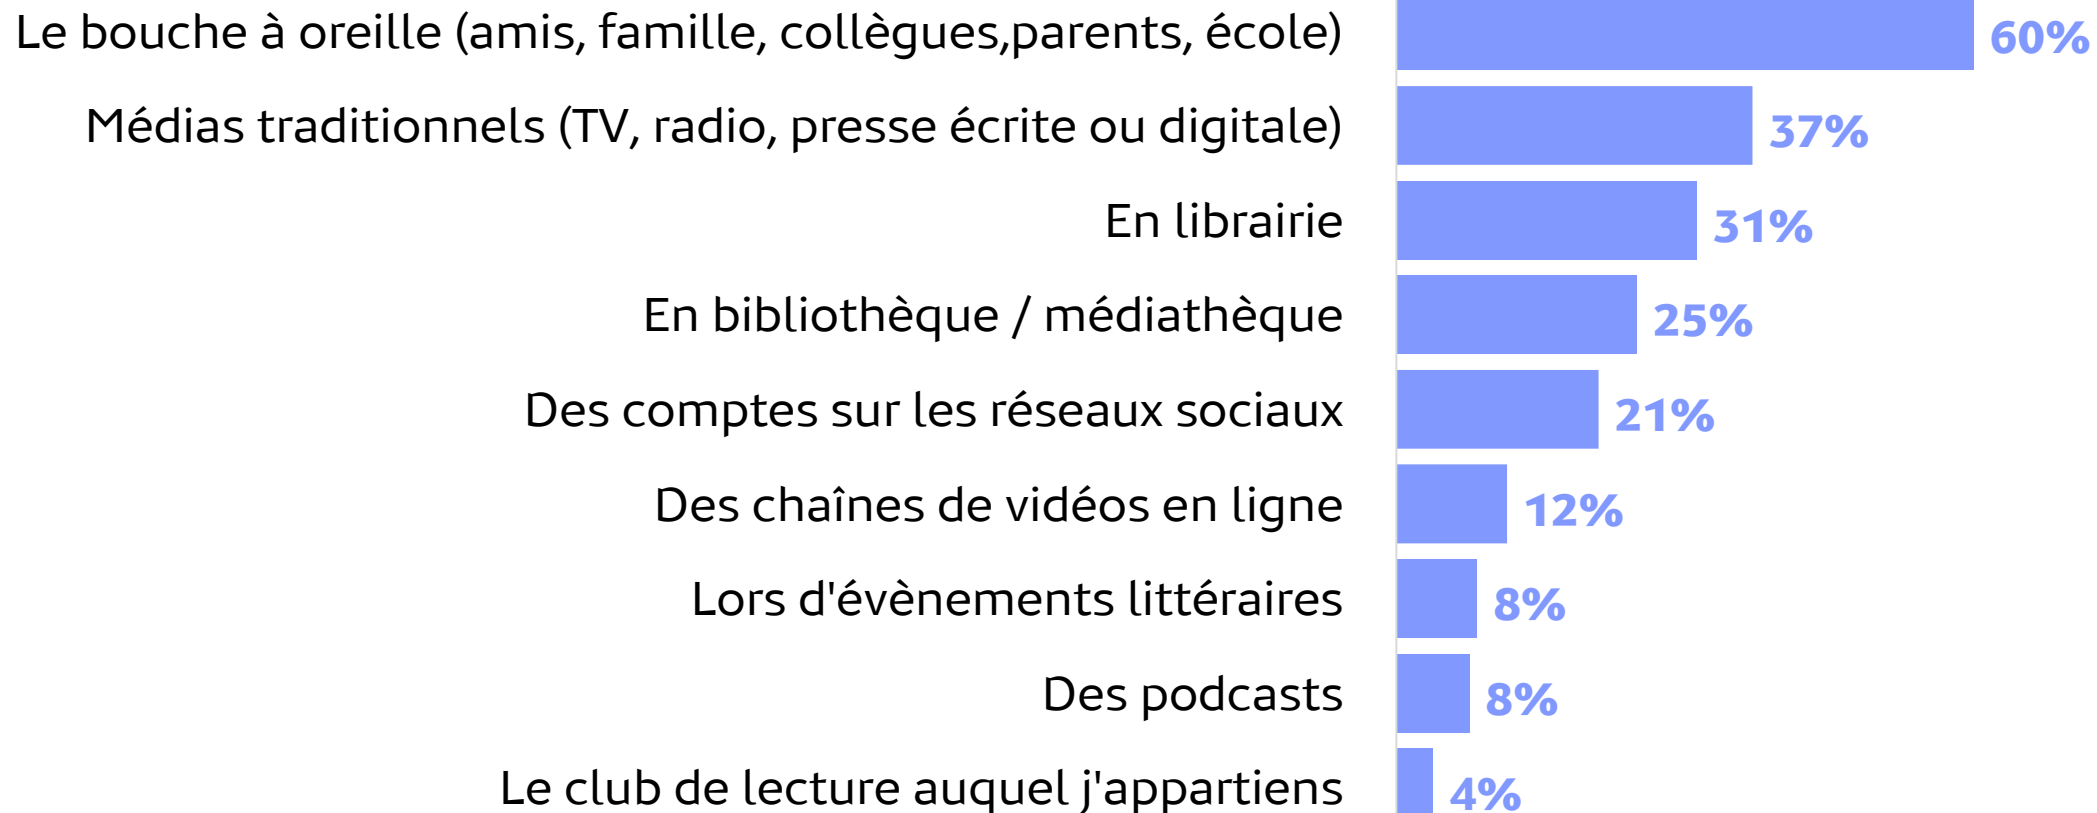 Le bouche à oreille (amis, famille, collègues,parents, école) 60%
Médias traditionnels (TV, radio, presse écrite ou digitale) 37%
En librairie 31%
En bibliothèque / médiathèque 25%
Des comptes sur les réseaux sociaux 21%
Des chaînes de vidéos en ligne 12%
Lors d'évènements littéraires 8%
Des podcasts 8%
Le club de lecture auquel j'appartiens 4%